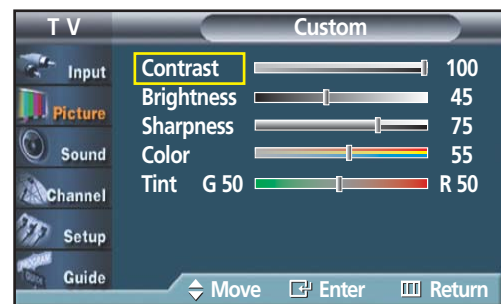 T V
Custom
Input
Picture
Sound
Channel
Setup
Guide
Contrast 100
Brightness 45
Sharpness 75
Color 55
Tint G 50 R 50
Move Enter Return